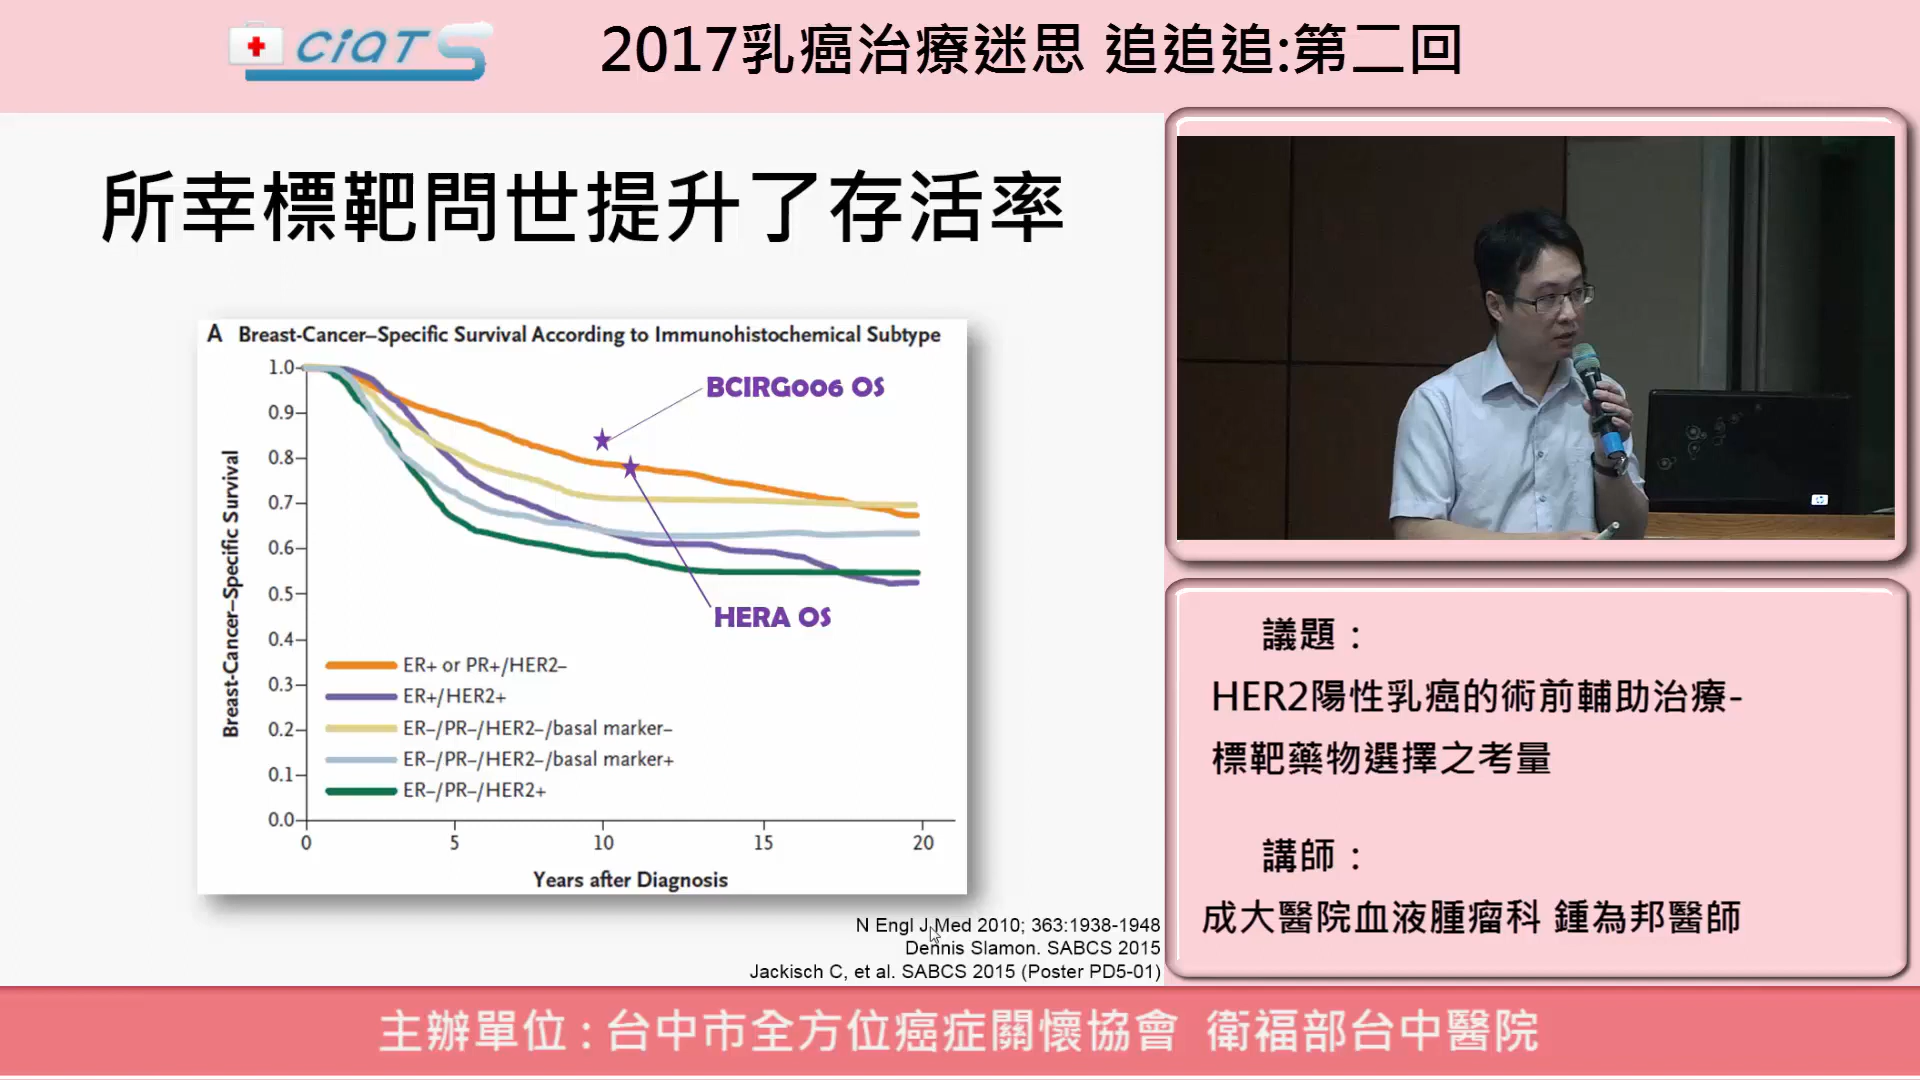 CiQTS
2017乳癌治療迷思 追追追:第二回
所幸標靶問世提升了存活率
A Breast-Cancer–Specific Survival According to Immunohistochemical Subtype
BCIRG006 OS
HERA OS
Breast-Cancer–Specific Survival
1.0
0.9
0.8
0.7
0.6
0.5
0.4
0.3
0.2
0.1
0.0
ER+ or PR+/HER2–
ER+/HER2+
ER–/PR–/HER2–/basal marker–
ER–/PR–/HER2–/basal marker+
ER–/PR–/HER2+
0 5 10 15 20
Years after Diagnosis
N Engl J Med 2010; 363:1938-1948
Dennis Slamon. SABCS 2015
Jackisch C, et al. SABCS 2015 (Poster PD5-01)
議題：
HER2陽性乳癌的術前輔助治療-
標靶藥物選擇之考量
講師：
成大醫院血液腫瘤科 鍾為邦醫師
主辦單位 : 台中市全方位癌症關懷協會 衛福部台中醫院